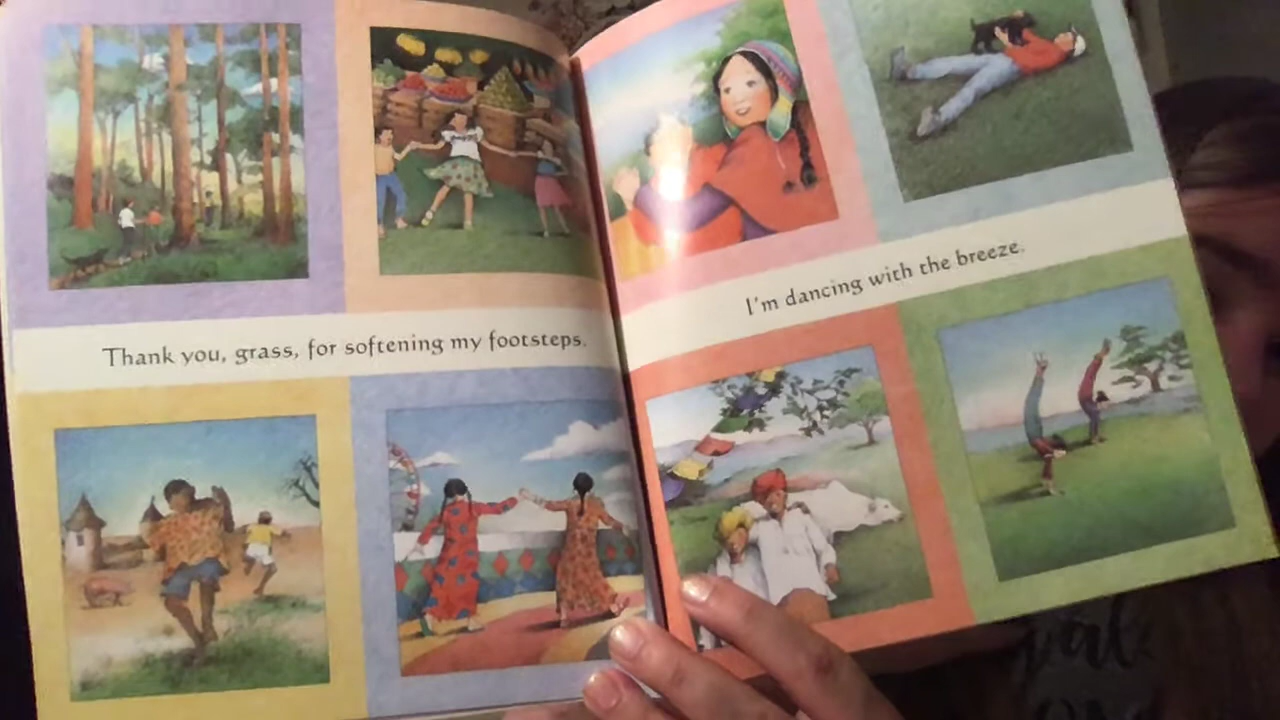 Thank you, grass, for softening my footsteps.
I'm dancing with the breeze.